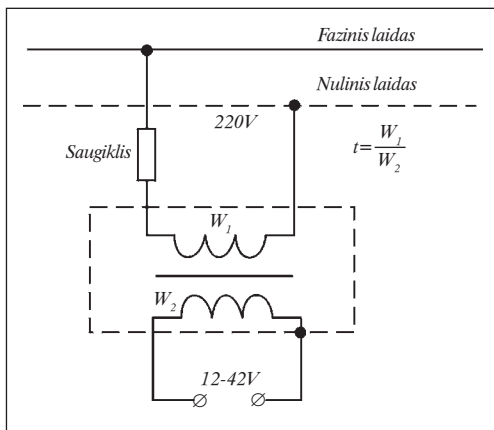 Fazinis laidas
Nulinis laidas
220V
Saugiklis
t = W₁/W₂
W₁
W₂
12-42V